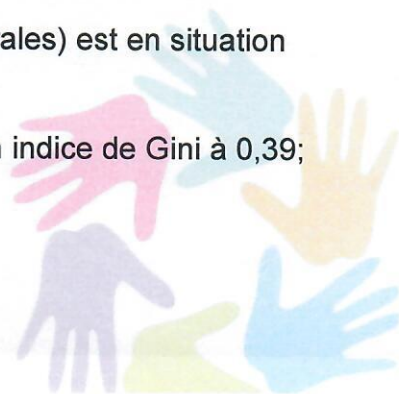 ales) est en situation
indice de Gini à 0,39;